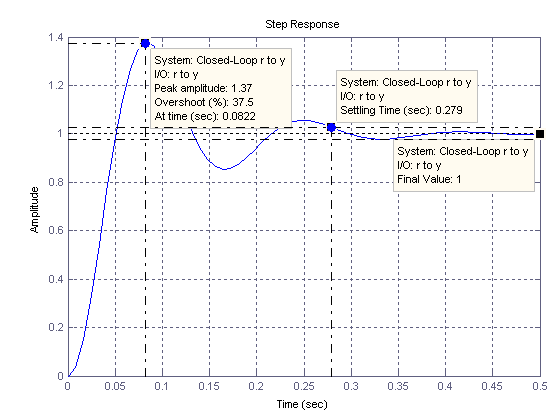 Step Response
1.4
1.2
1
0.8
0.6
0.4
0.2
0
Amplitude
System: Closed-Loop r to y
I/O: r to y
Peak amplitude: 1.37
Overshoot (%): 37.5
At time (sec): 0.0822
System: Closed-Loop r to y
I/O: r to y
Settling Time (sec): 0.279
System: Closed-Loop r to y
I/O: r to y
Final Value: 1
0 0.05 0.1 0.15 0.2 0.25 0.3 0.35 0.4 0.45 0.5
Time (sec)